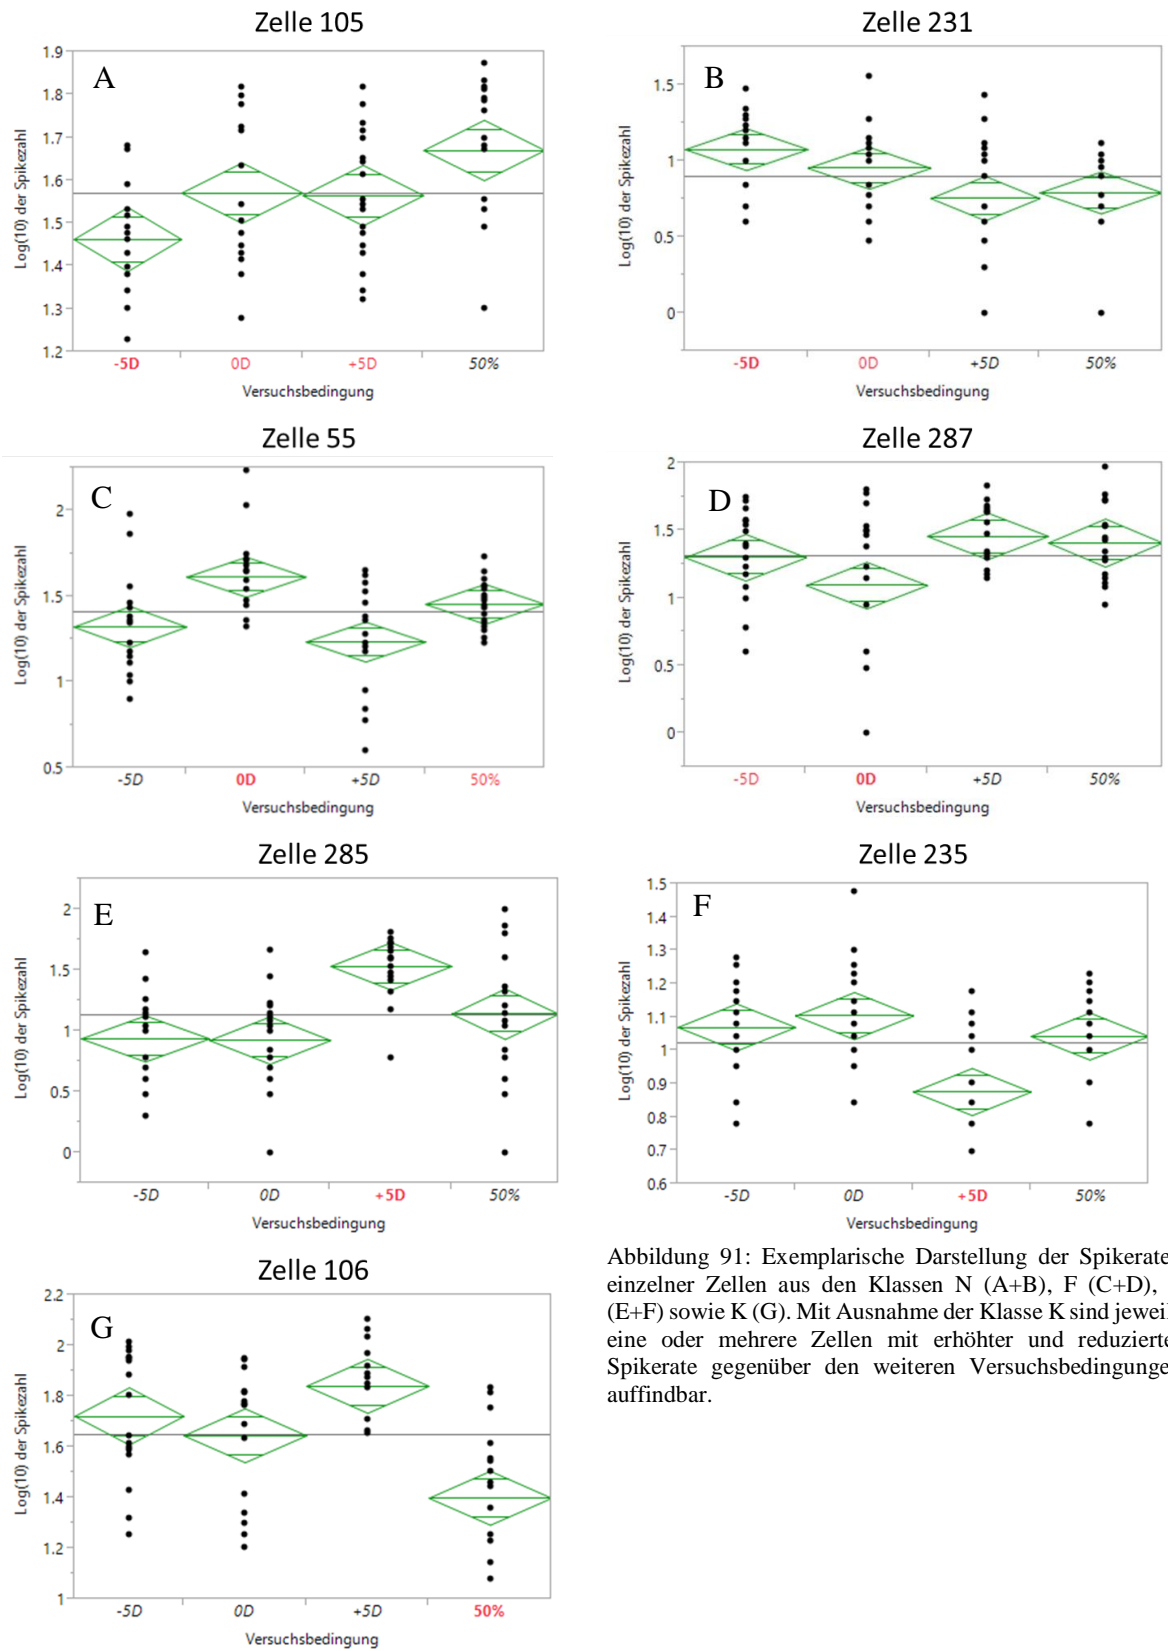 Zelle 105
A
Log(10) der Spikezahl
1.9
1.8
1.7
1.6
1.5
1.4
1.3
1.2
-5D 0D +5D 50%
Versuchsbedingung
Zelle 231
B
Log(10) der Spikezahl
1.5
1
0.5
0
-5D 0D +5D 50%
Versuchsbedingung
Zelle 55
C
Log(10) der Spikezahl
2
1.5
1
0.5
-5D 0D +5D 50%
Versuchsbedingung
Zelle 287
D
Log(10) der Spikezahl
2
1.5
1
0.5
0
-5D 0D +5D 50%
Versuchsbedingung
Zelle 285
E
Log(10) der Spikezahl
2
1.5
1
0.5
0
-5D 0D +5D 50%
Versuchsbedingung
Zelle 235
F
Log(10) der Spikezahl
1.5
1.4
1.3
1.2
1.1
1
0.9
0.8
0.7
0.6
-5D 0D +5D 50%
Versuchsbedingung
Zelle 106
G
Log(10) der Spikezahl
2.2
2
1.8
1.6
1.4
1.2
1
-5D 0D +5D 50%
Versuchsbedingung
Abbildung 91: Exemplarische Darstellung der Spikerate
einzelner Zellen aus den Klassen N (A+B), F (C+D),
(E+F) sowie K (G). Mit Ausnahme der Klasse K sind jeweil
eine oder mehrere Zellen mit erhöhter und reduzierte
Spikerate gegenüber den weiteren Versuchsbedingunge
auffindbar.